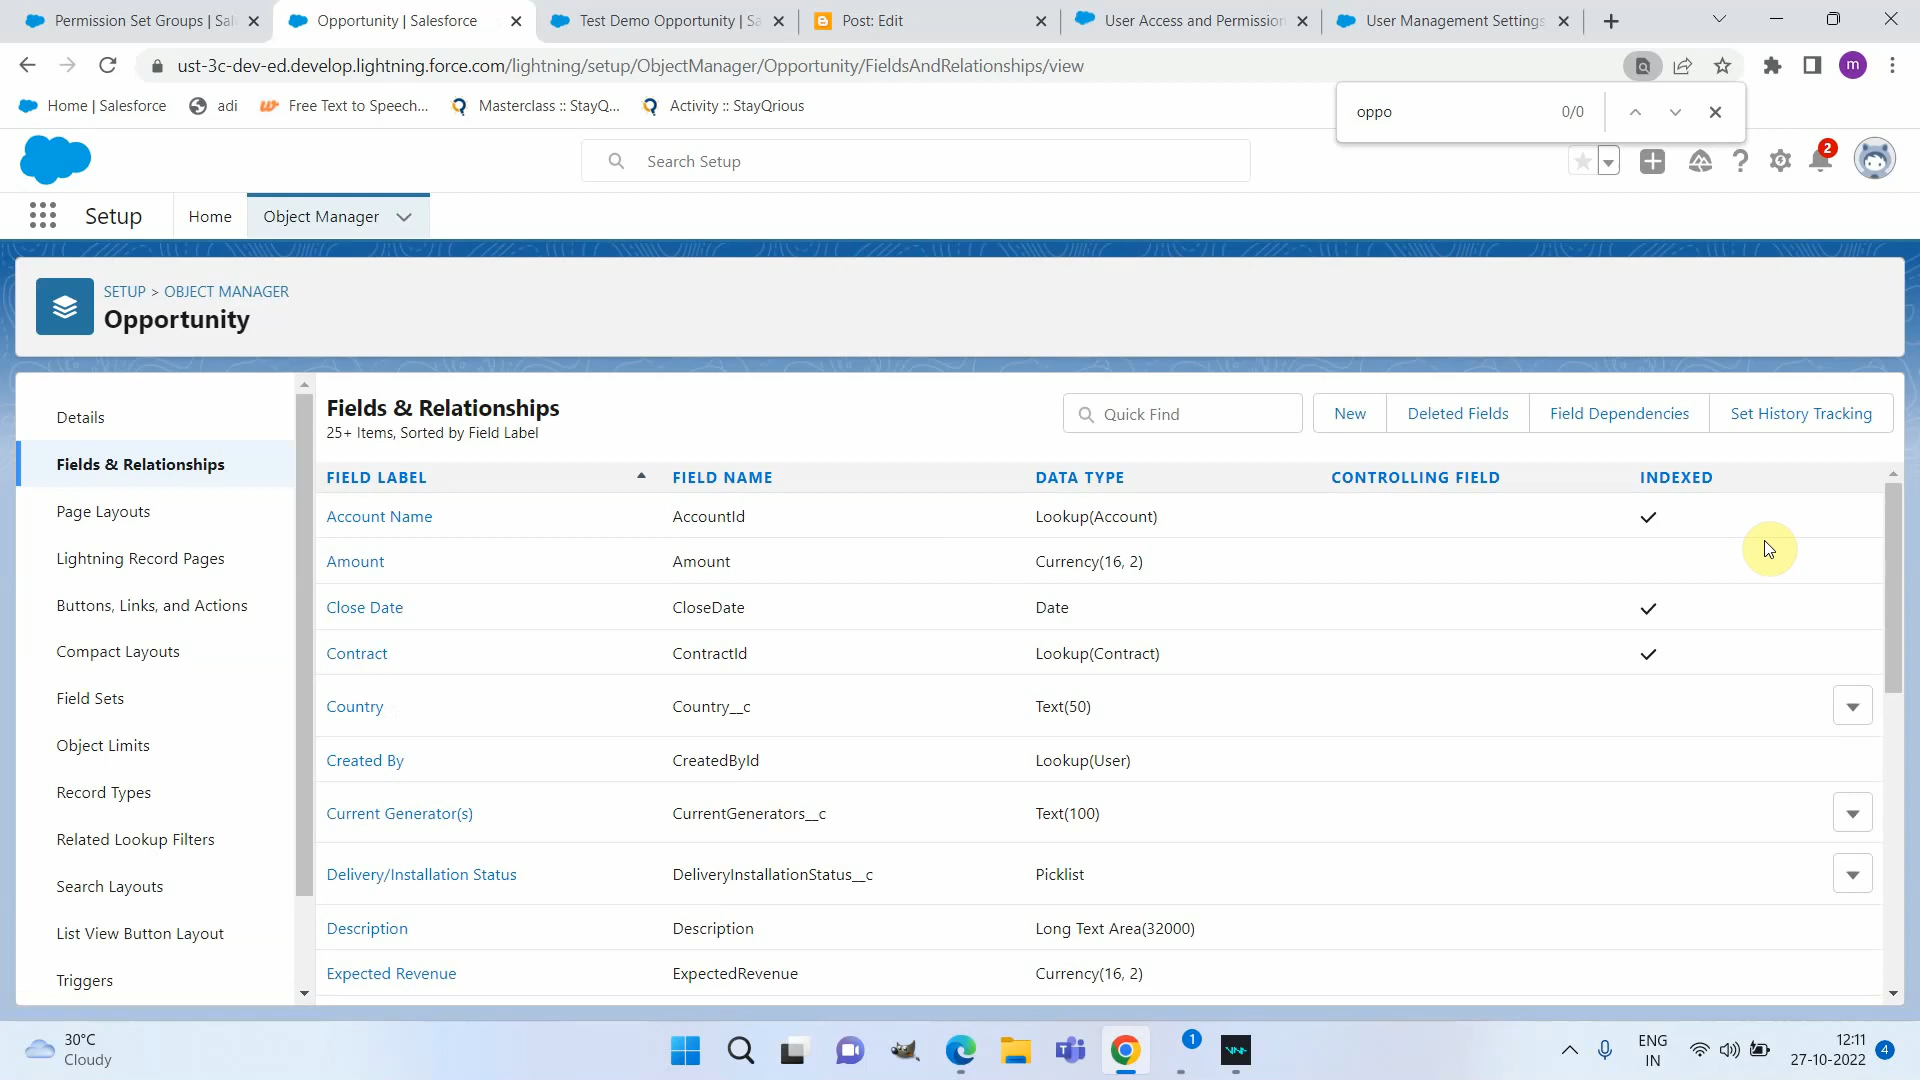 Permission Set Groups | Sal
Opportunity | Salesforce
Test Demo Opportunity | Sa
Post: Edit
User Access and Permission
User Management Settings
ust-3c-dev-ed.develop.lightning.force.com/lightning/setup/ObjectManager/Opportunity/FieldsAndRelationships/view
m
Home | Salesforce
adi
Free Text to Speech...
Masterclass :: StayQ...
Activity :: StayQrious
oppo
0/0
Search Setup
2
Setup
Home
Object Manager
SETUP > OBJECT MANAGER
Opportunity
Details
Fields & Relationships
Page Layouts
Lightning Record Pages
Buttons, Links, and Actions
Compact Layouts
Field Sets
Object Limits
Record Types
Related Lookup Filters
Search Layouts
List View Button Layout
Triggers
Fields & Relationships
25+ Items, Sorted by Field Label
Quick Find
New
Deleted Fields
Field Dependencies
Set History Tracking
FIELD LABEL FIELD NAME DATA TYPE CONTROLLING FIELD INDEXED
Account Name AccountId Lookup(Account)
Amount Amount Currency(16, 2)
Close Date CloseDate Date
Contract ContractId Lookup(Contract)
Country Country__c Text(50)
Created By CreatedById Lookup(User)
Current Generator(s) CurrentGenerators__c Text(100)
Delivery/Installation Status DeliveryInstallationStatus__c Picklist
Description Description Long Text Area(32000)
Expected Revenue ExpectedRevenue Currency(16, 2)
30°C
Cloudy
1
ENG
IN
12:11
27-10-2022
4